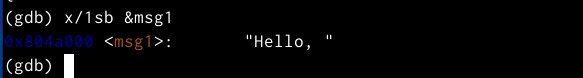 (gdb) x/1sb &msg1
0x804a000 <msg1>: "Hello, "
(gdb)